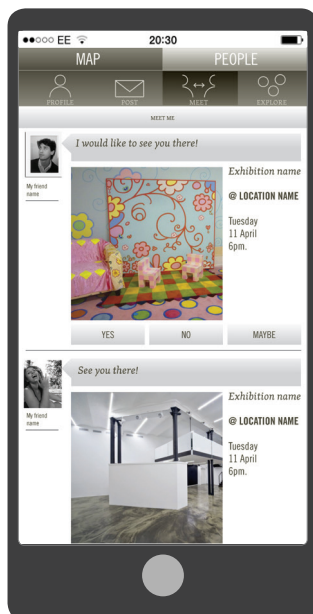 EE 20:30
MAP PEOPLE
PROFILE POST MEET EXPLORE
MEET ME
I would like to see you there!
My friend
name
Exhibition name
@ LOCATION NAME
Tuesday
11 April
6pm.
YES NO MAYBE
See you there!
My friend
name
Exhibition name
@ LOCATION NAME
Tuesday
11 April
6pm.